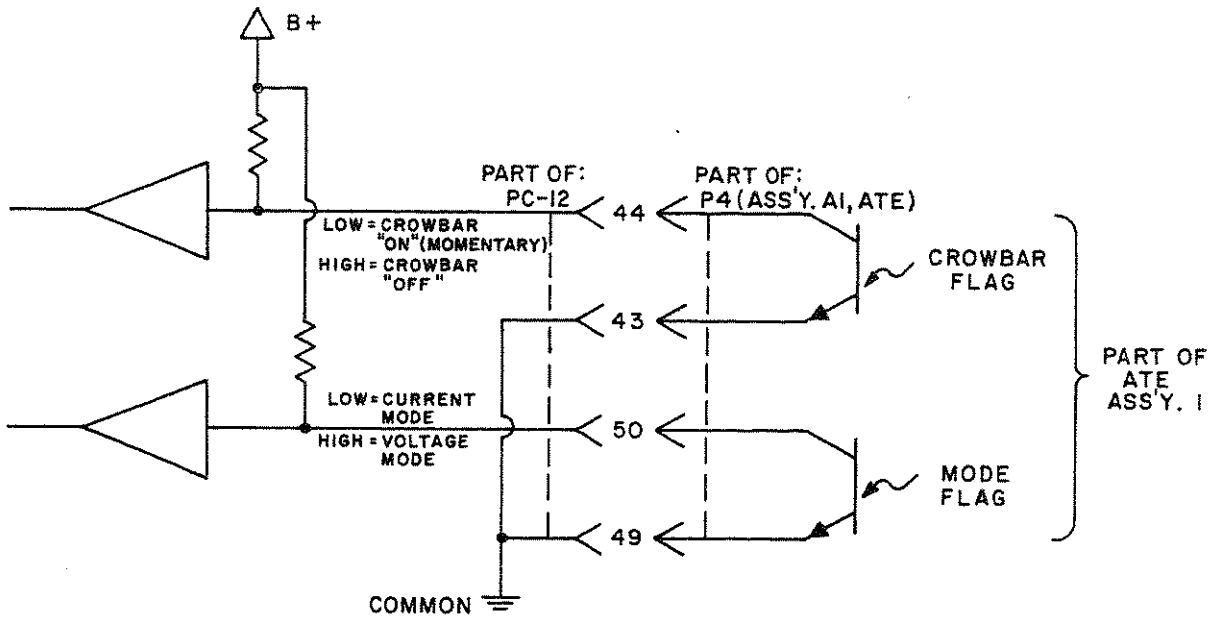 B+
PART OF:
PC-12
PART OF:
P4 (ASS'Y. A1, ATE)
44
LOW = CROWBAR
"ON" (MOMENTARY)
HIGH = CROWBAR
"OFF"
CROWBAR
FLAG
43
PART OF
ATE
ASS'Y. 1
LOW = CURRENT
MODE
50
HIGH = VOLTAGE
MODE
MODE
FLAG
49
COMMON